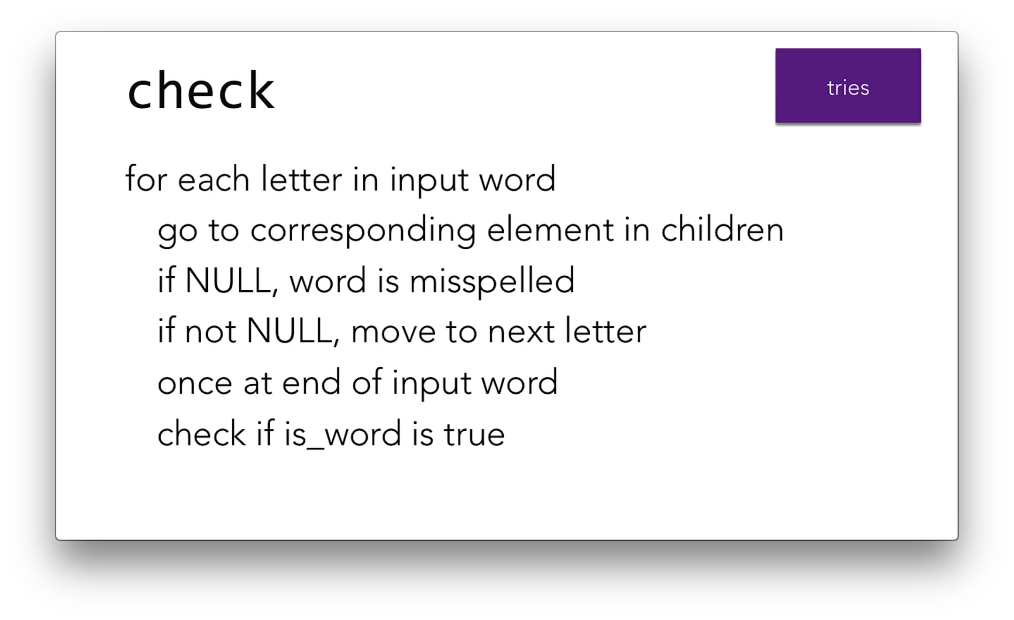 check
tries
for each letter in input word
go to corresponding element in children
if NULL, word is misspelled
if not NULL, move to next letter
once at end of input word
check if is_word is true